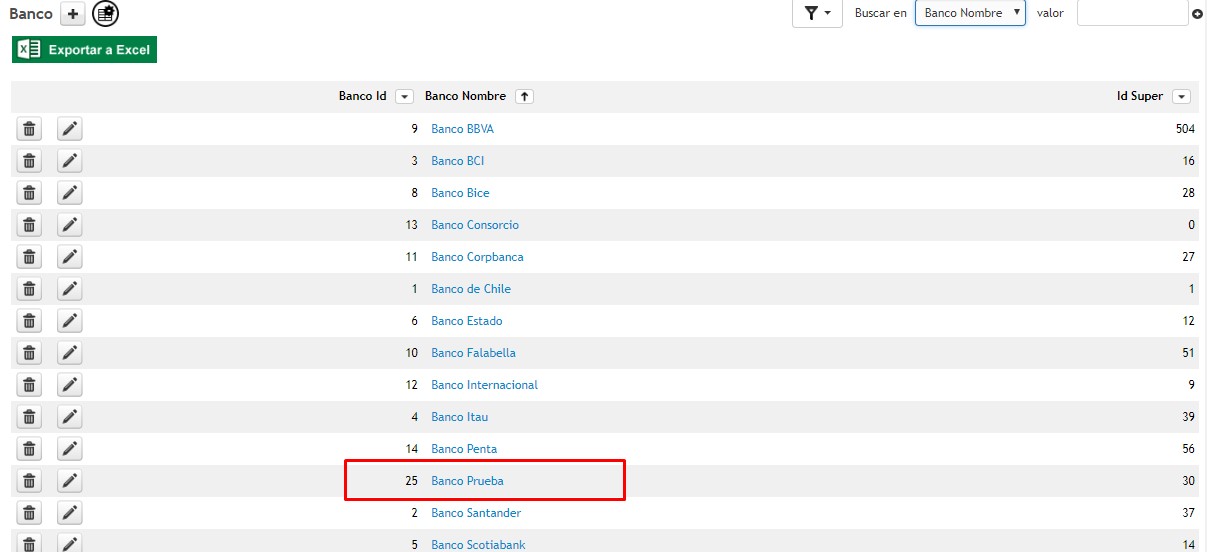 Banco Buscar en Banco Nombre valor
Exportar a Excel
Banco Id Banco Nombre Id Super
9 Banco BBVA 504
3 Banco BCI 16
8 Banco Bice 28
13 Banco Consorcio 0
11 Banco Corpbanca 27
1 Banco de Chile 1
6 Banco Estado 12
10 Banco Falabella 51
12 Banco Internacional 9
4 Banco Itau 39
14 Banco Penta 56
25 Banco Prueba 30
2 Banco Santander 37
5 Banco Scotiabank 14